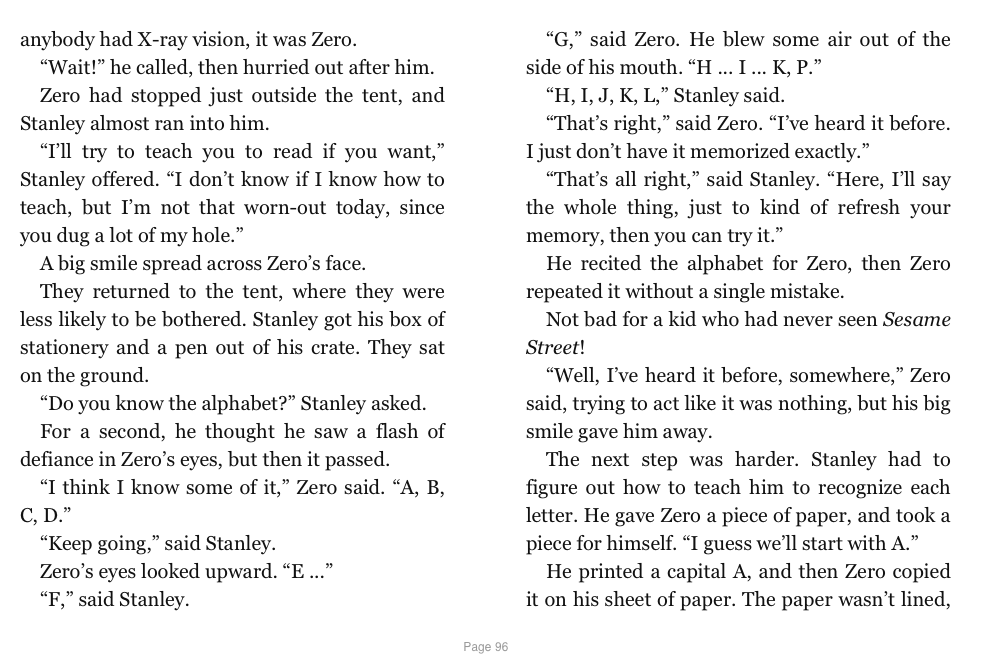 anybody had X-ray vision, it was Zero.
“Wait!” he called, then hurried out after him.
Zero had stopped just outside the tent, and
Stanley almost ran into him.
“I’ll try to teach you to read if you want,”
Stanley offered. “I don’t know if I know how to
teach, but I’m not that worn-out today, since
you dug a lot of my hole.”
A big smile spread across Zero’s face.
They returned to the tent, where they were
less likely to be bothered. Stanley got his box of
stationery and a pen out of his crate. They sat
on the ground.
“Do you know the alphabet?” Stanley asked.
For a second, he thought he saw a flash of
defiance in Zero’s eyes, but then it passed.
“I think I know some of it,” Zero said. “A, B,
C, D.”
“Keep going,” said Stanley.
Zero’s eyes looked upward. “E ...”
“F,” said Stanley.
“G,” said Zero. He blew some air out of the
side of his mouth. “H ... I ... K, P.”
“H, I, J, K, L,” Stanley said.
“That’s right,” said Zero. “I’ve heard it before.
I just don’t have it memorized exactly.”
“That’s all right,” said Stanley. “Here, I’ll say
the whole thing, just to kind of refresh your
memory, then you can try it.”
He recited the alphabet for Zero, then Zero
repeated it without a single mistake.
Not bad for a kid who had never seen Sesame
Street!
“Well, I’ve heard it before, somewhere,” Zero
said, trying to act like it was nothing, but his big
smile gave him away.
The next step was harder. Stanley had to
figure out how to teach him to recognize each
letter. He gave Zero a piece of paper, and took a
piece for himself. “I guess we’ll start with A.”
He printed a capital A, and then Zero copied
it on his sheet of paper. The paper wasn’t lined,
Page 96